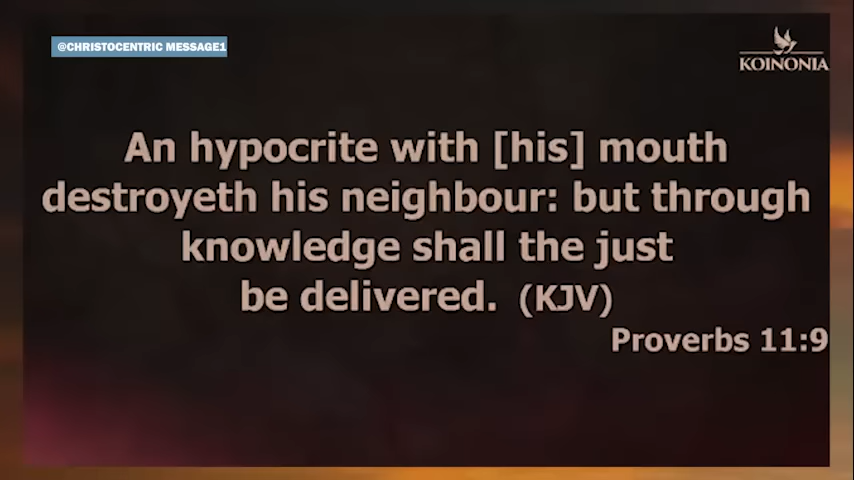 @CHRISTOCENTRIC MESSAGE1
KOINONIA
An hypocrite with [his] mouth
destroyeth his neighbour: but through
knowledge shall the just
be delivered. (KJV)
Proverbs 11:9